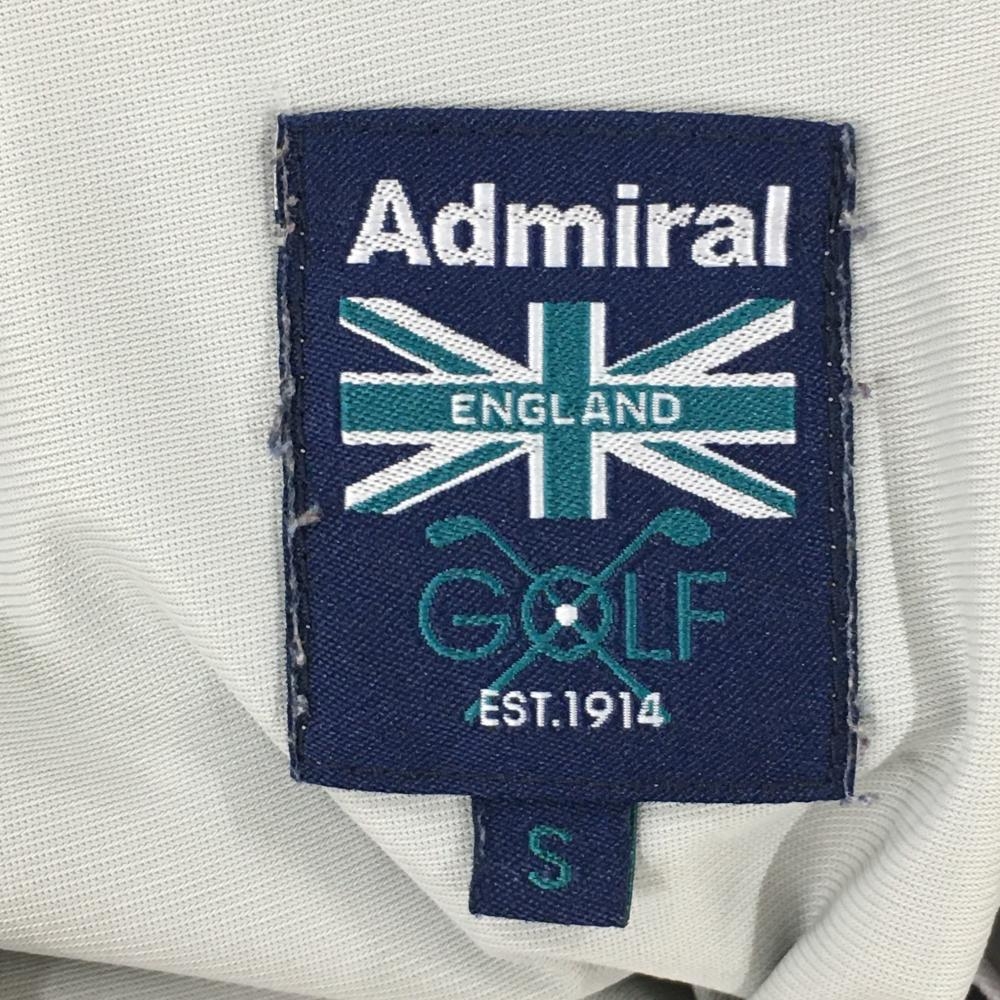 Admiral
ENGLAND
GOLF
EST.1914
S